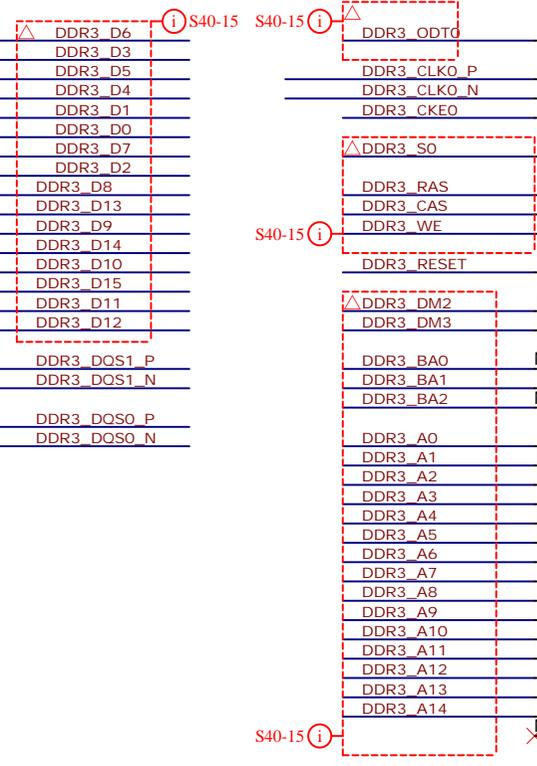 S40-15
DDR3_D6
DDR3_D3
DDR3_D5
DDR3_D4
DDR3_D1
DDR3_D0
DDR3_D7
DDR3_D2
DDR3_D8
DDR3_D13
DDR3_D9
DDR3_D14
DDR3_D10
DDR3_D15
DDR3_D11
DDR3_D12
DDR3_DQS1_P
DDR3_DQS1_N
DDR3_DQS0_P
DDR3_DQS0_N
S40-15
DDR3_ODT0
DDR3_CLK0_P
DDR3_CLK0_N
DDR3_CKE0
DDR3_S0
DDR3_RAS
DDR3_CAS
DDR3_WE
S40-15
DDR3_RESET
DDR3_DM2
DDR3_DM3
DDR3_BA0
DDR3_BA1
DDR3_BA2
DDR3_A0
DDR3_A1
DDR3_A2
DDR3_A3
DDR3_A4
DDR3_A5
DDR3_A6
DDR3_A7
DDR3_A8
DDR3_A9
DDR3_A10
DDR3_A11
DDR3_A12
DDR3_A13
DDR3_A14
S40-15